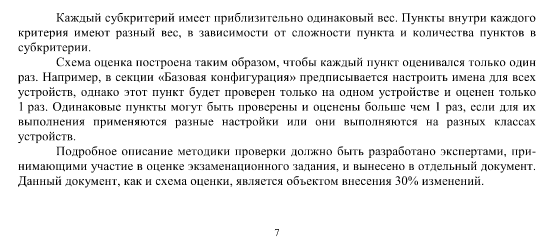 Каждый субкритерий имеет приблизительно одинаковый вес. Пункты внутри каждого
критерия имеют разный вес, в зависимости от сложности пункта и количества пунктов в
субкритерии.
Схема оценка построена таким образом, чтобы каждый пункт оценивался только один
раз. Например, в секции «Базовая конфигурация» предписывается настроить имена для всех
устройств, однако этот пункт будет проверен только на одном устройстве и оценен только
1 раз. Одинаковые пункты могут быть проверены и оценены больше чем 1 раз, если для их
выполнения применяются разные настройки или они выполняются на разных классах
устройств.
Подробное описание методики проверки должно быть разработано экспертами, при-
нимающими участие в оценке экзаменационного задания, и вынесено в отдельный документ.
Данный документ, как и схема оценки, является объектом внесения 30% изменений.
7